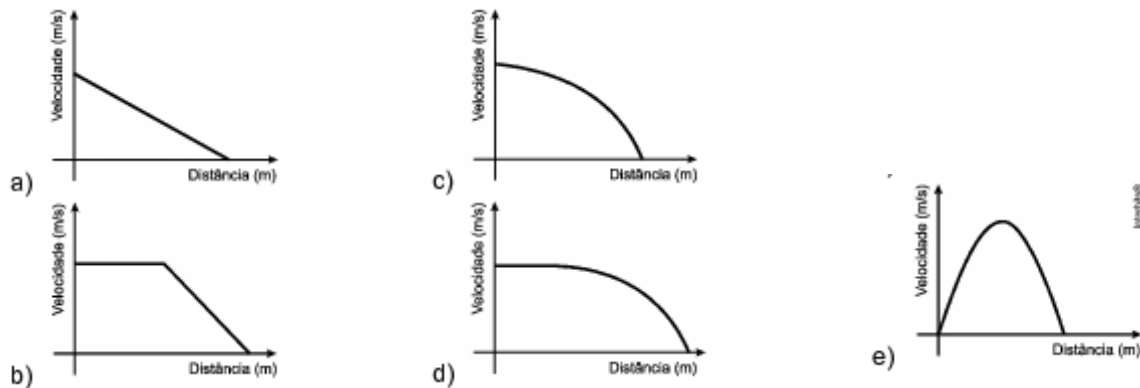 Velocidade (m/s)
Distância (m)
a)
Velocidade (m/s)
Distância (m)
b)
Velocidade (m/s)
Distância (m)
c)
Velocidade (m/s)
Distância (m)
d)
Velocidade (m/s)
Distância (m)
e)